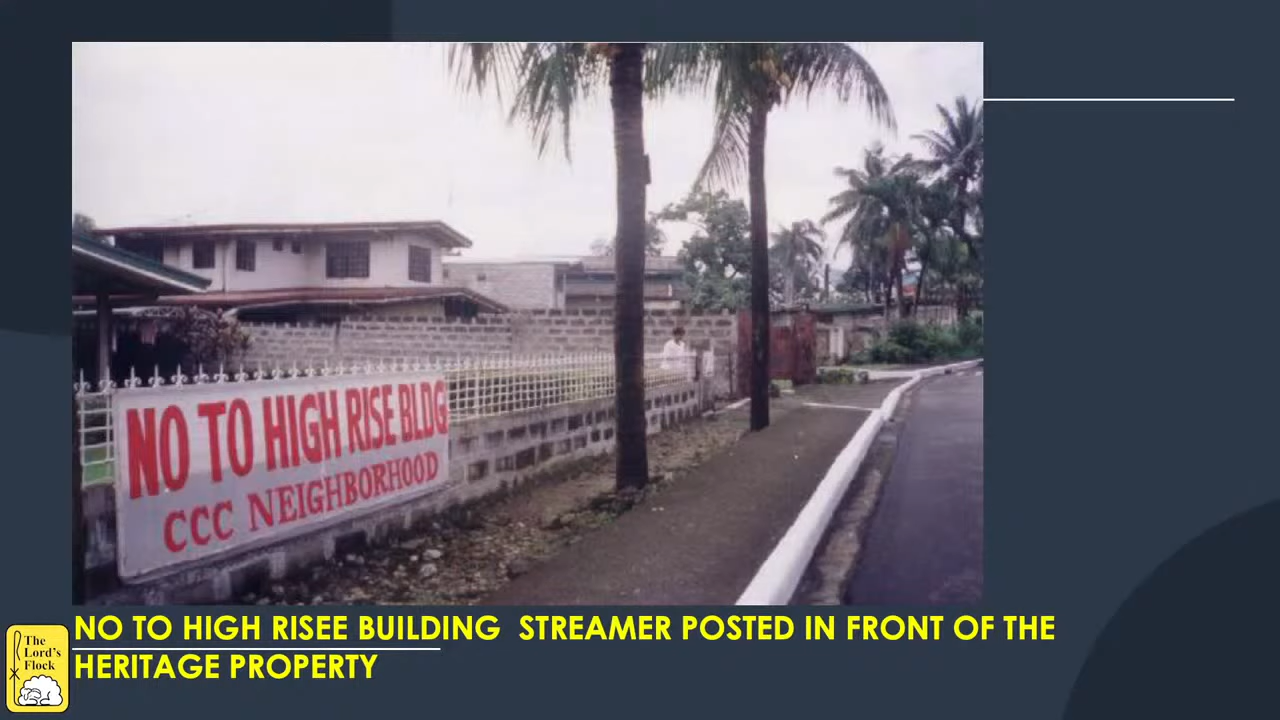 NO TO HIGH RISE BLDG
CCC NEIGHBORHOOD
NO TO HIGH RISEE BUILDING  STREAMER POSTED IN FRONT OF THE
HERITAGE PROPERTY
The
Lord's
Flock